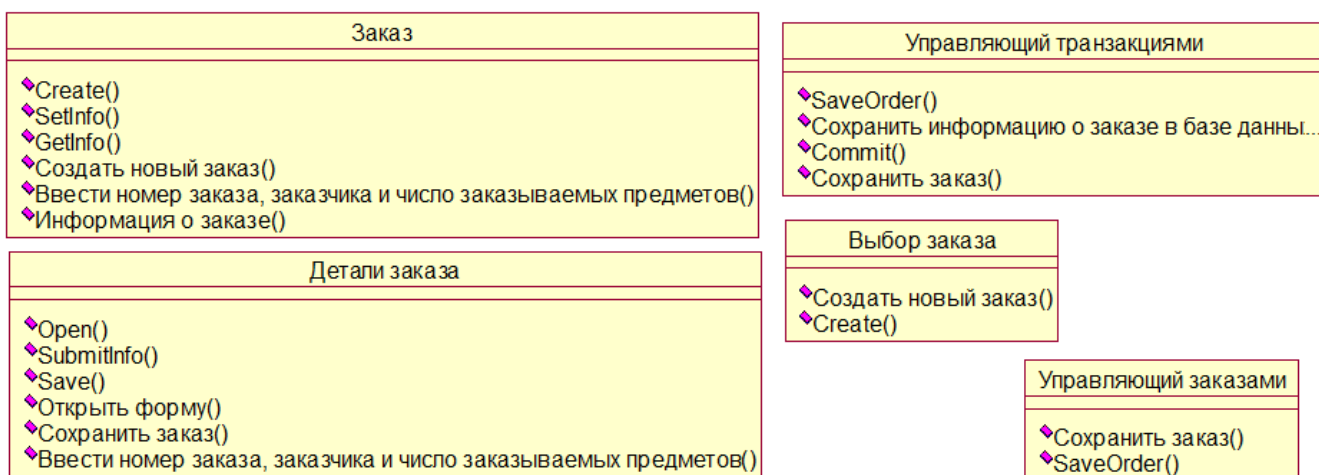 Заказ
Create()
SetInfo()
GetInfo()
Создать новый заказ()
Ввести номер заказа, заказчика и число заказываемых предметов()
Информация о заказе()
Управляющий транзакциями
SaveOrder()
Сохранить информацию о заказе в базе данны...
Commit()
Сохранить заказ()
Выбор заказа
Создать новый заказ()
Create()
Детали заказа
Open()
SubmitInfo()
Save()
Открыть форму()
Сохранить заказ()
Ввести номер заказа, заказчика и число заказываемых предметов()
Управляющий заказами
Сохранить заказ()
SaveOrder()